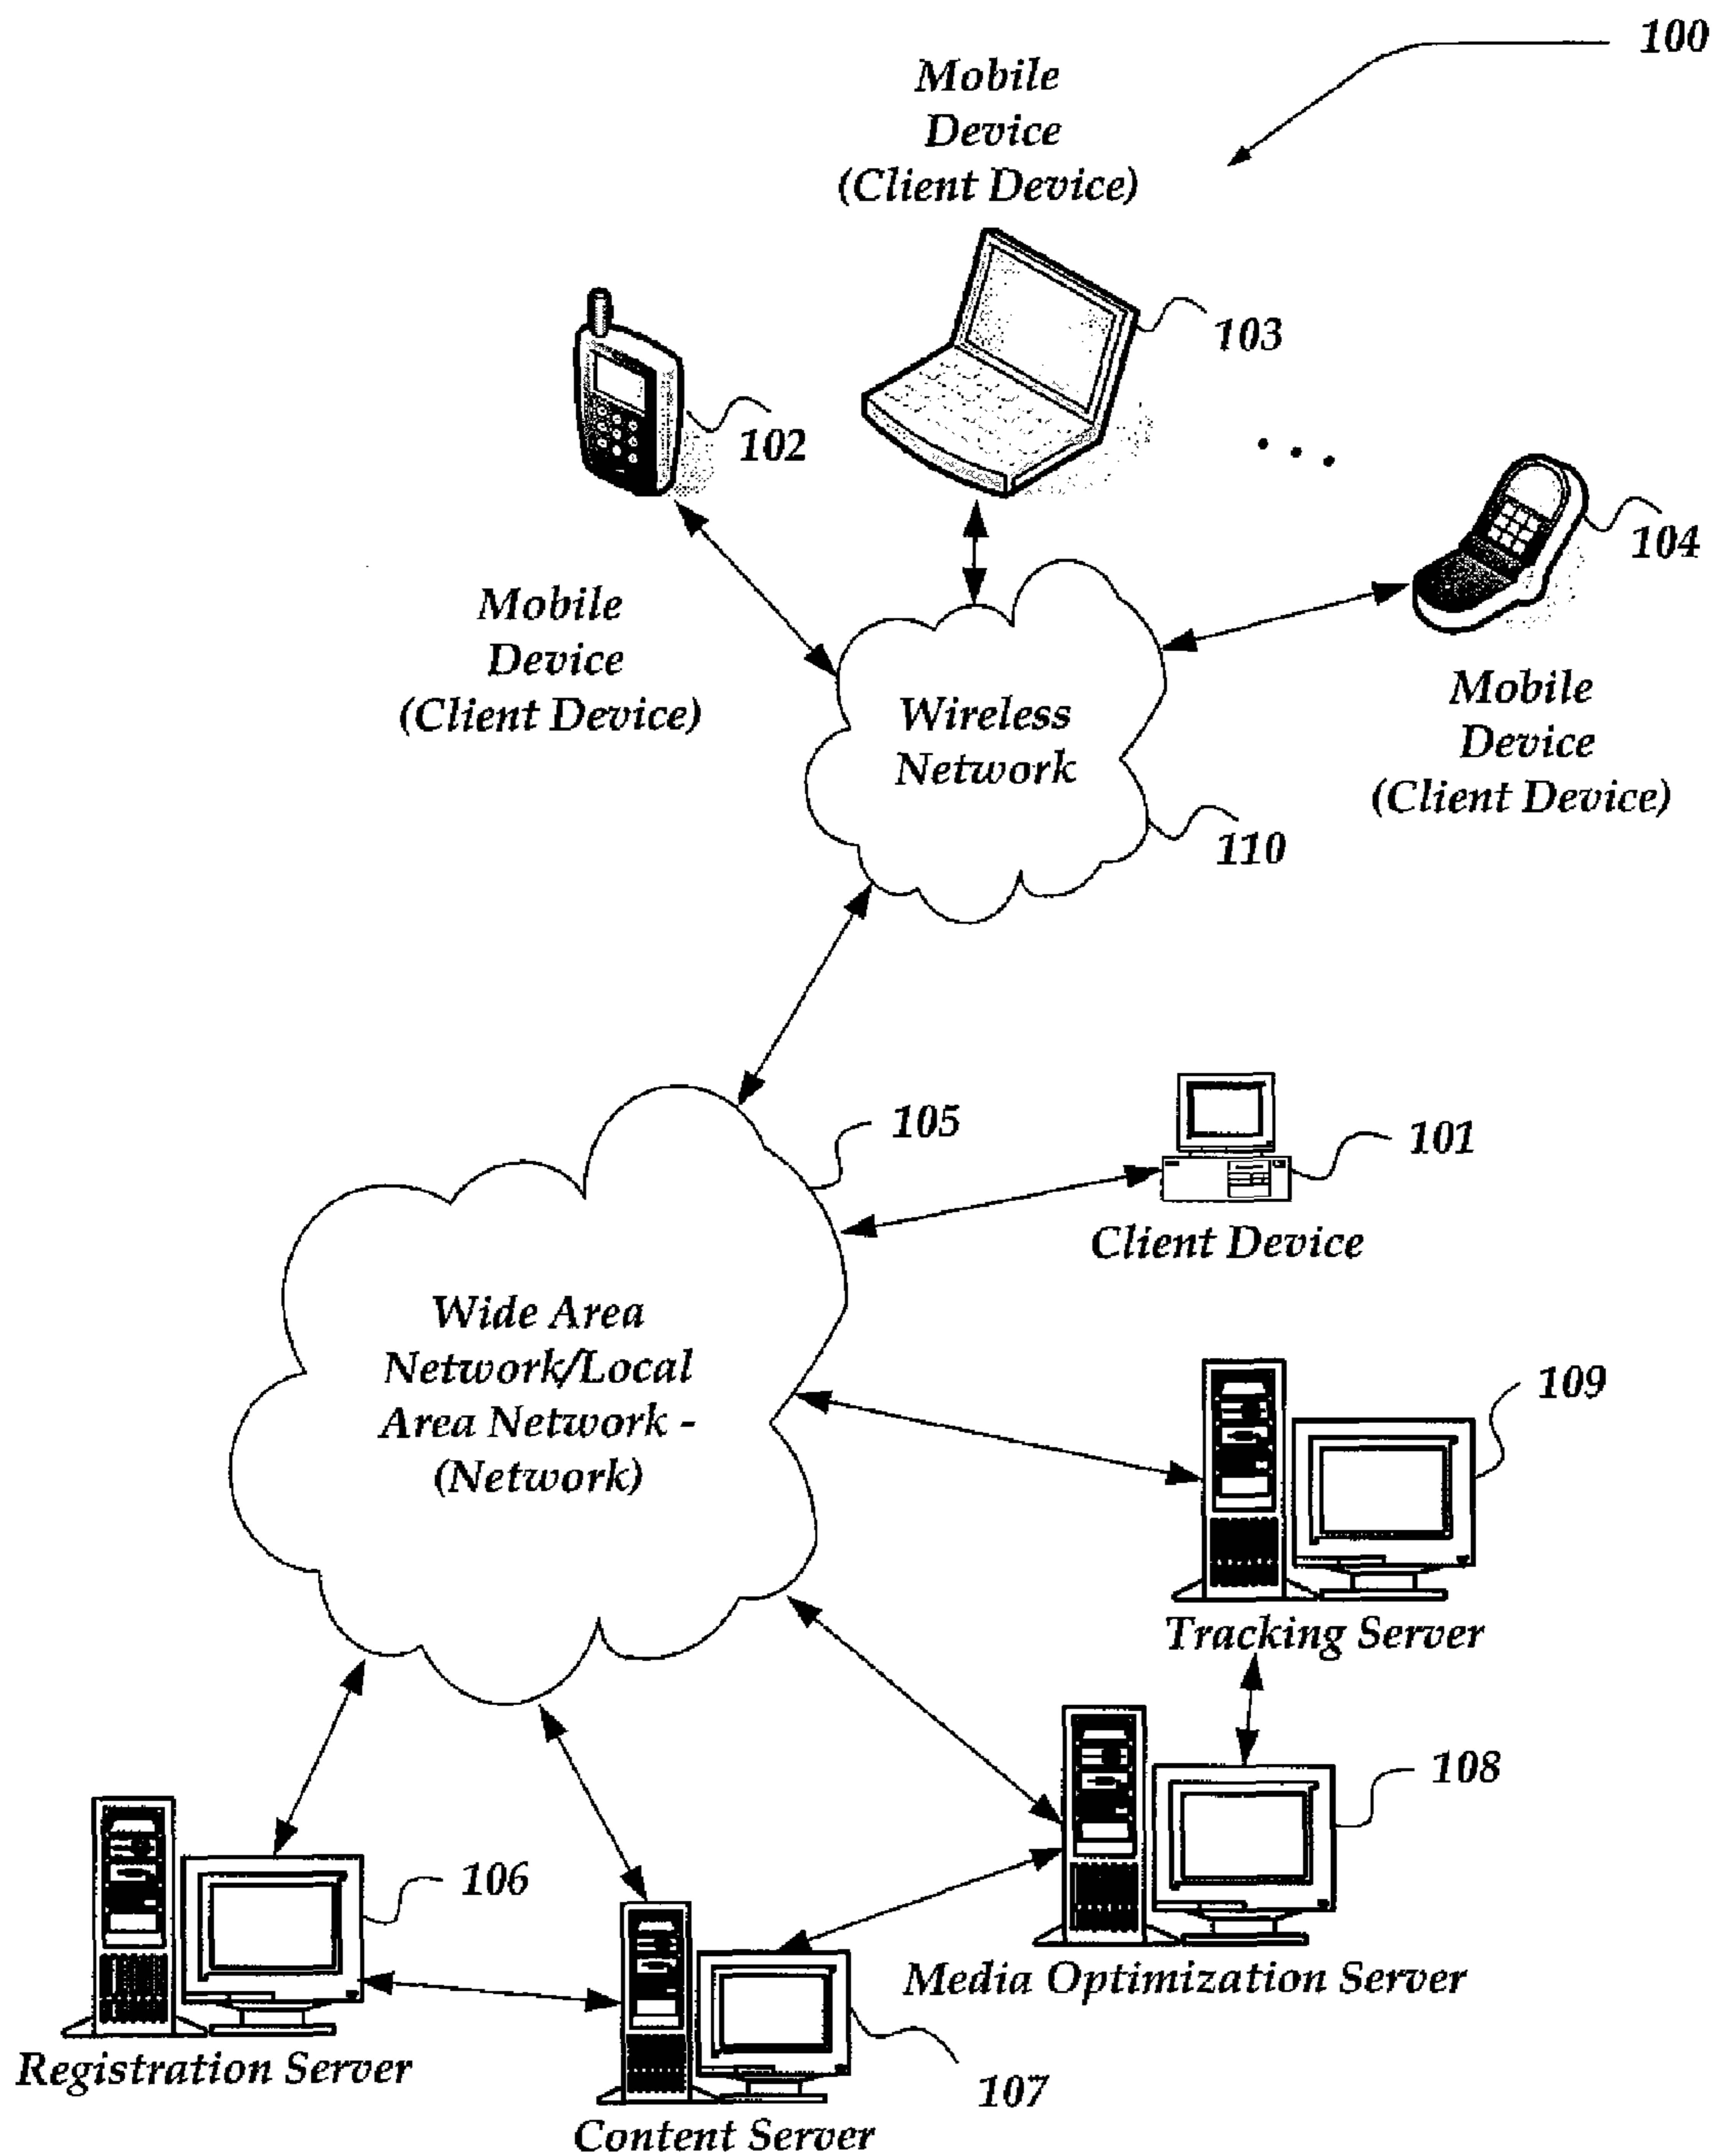 100
Mobile
Device
(Client Device)
103
102
104
Mobile
Device
(Client Device)
Wireless
Network
Mobile
Device
(Client Device)
110
105
101
Client Device
Wide Area
Network/Local
Area Network -
(Network)
109
Tracking Server
108
106
Media Optimization Server
Registration Server
107
Content Server